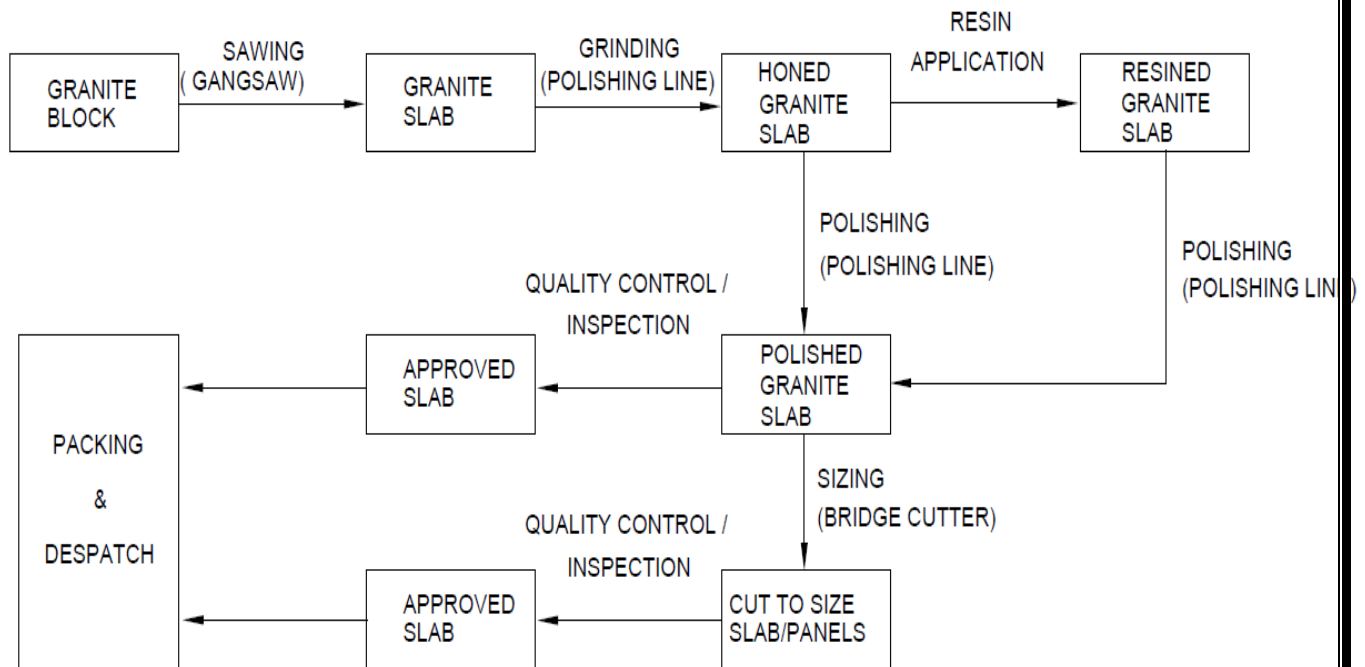 SAWING
( GANGSAW)
GRINDING
(POLISHING LINE)
RESIN
APPLICATION
GRANITE
BLOCK
GRANITE
SLAB
HONED
GRANITE
SLAB
RESINED
GRANITE
SLAB
POLISHING
(POLISHING LINE)
POLISHING
(POLISHING LINE)
QUALITY CONTROL /
INSPECTION
APPROVED
SLAB
POLISHED
GRANITE
SLAB
PACKING
&
DESPATCH
SIZING
(BRIDGE CUTTER)
QUALITY CONTROL /
INSPECTION
APPROVED
SLAB
CUT TO SIZE
SLAB/PANELS